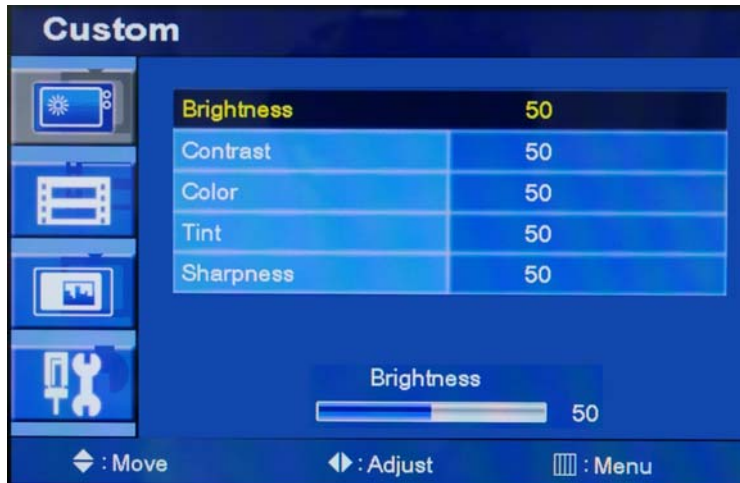 Custom
Brightness 50
Contrast 50
Color 50
Tint 50
Sharpness 50
Brightness
50
: Move : Adjust : Menu